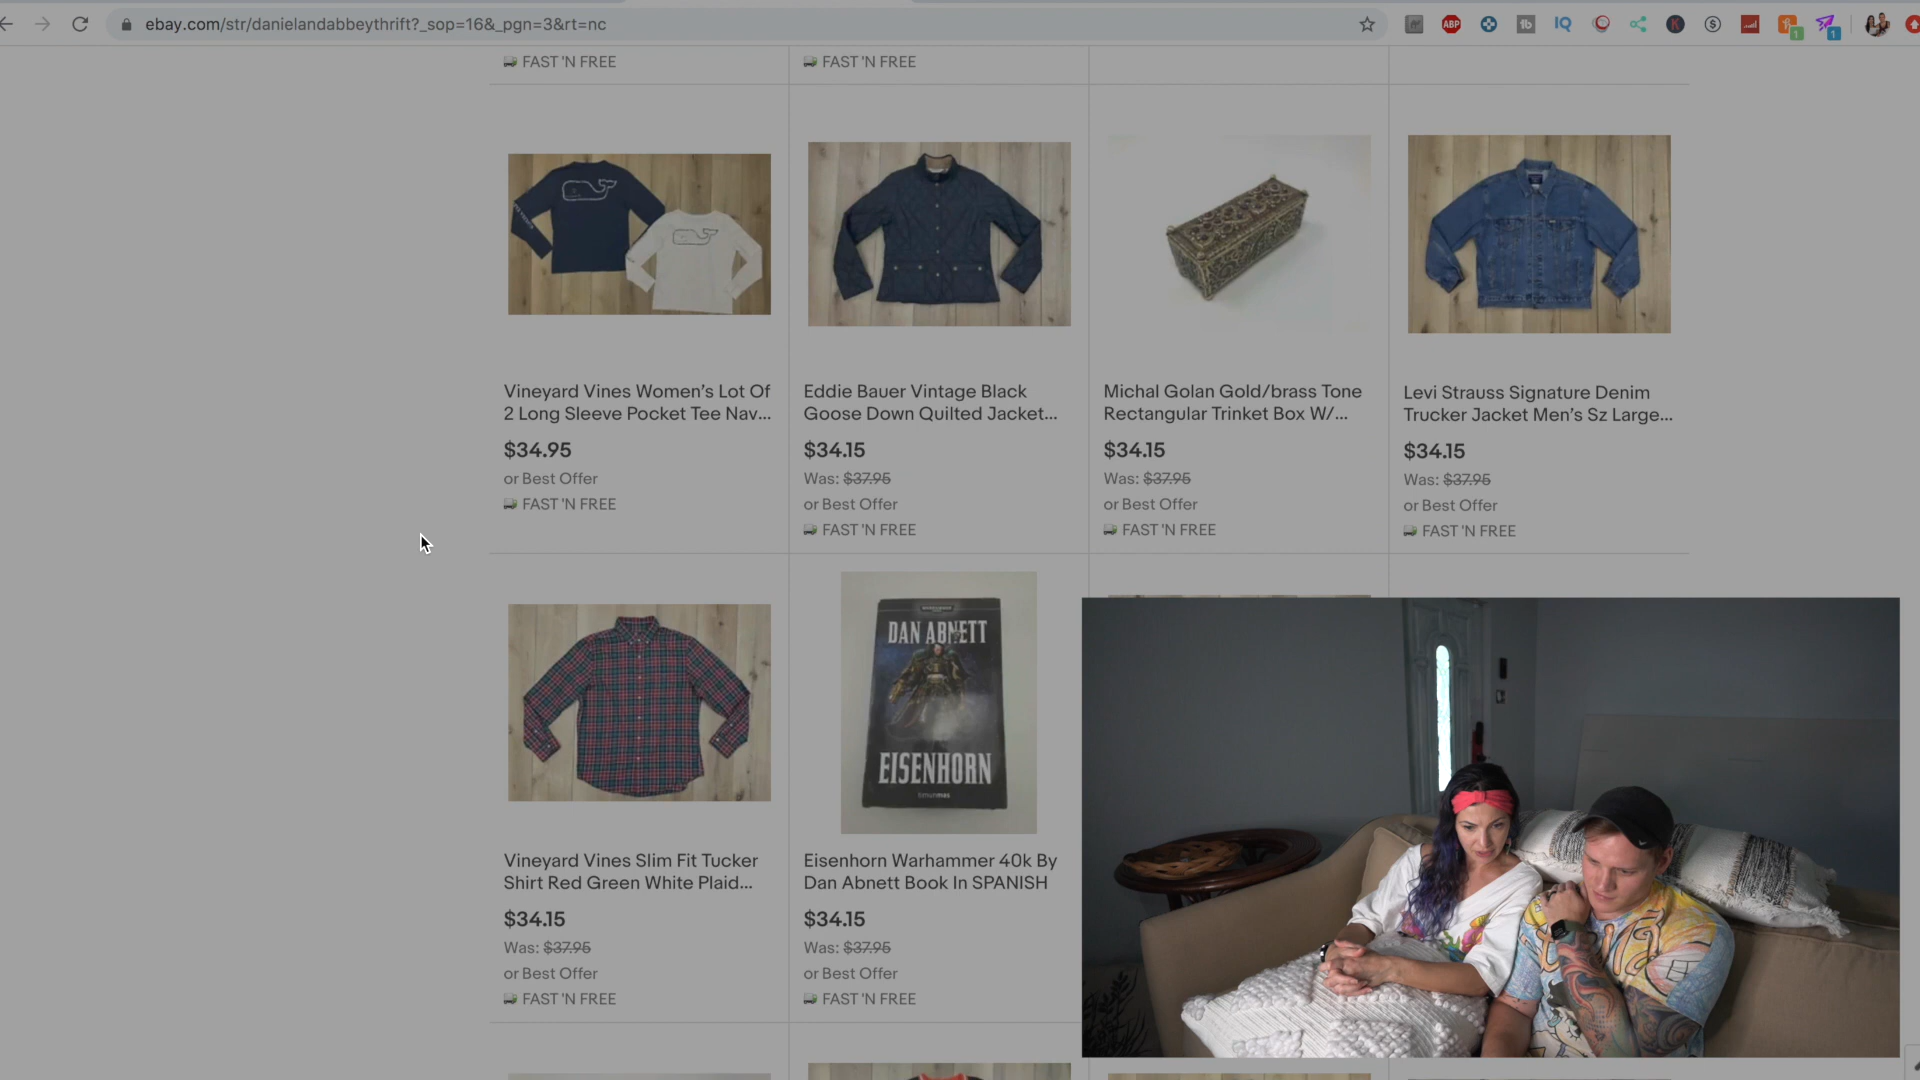 ebay.com/str/danielandabbeythrift?_sop=16&_pgn=3&rt=nc
ABP
tb
IQ
K
$
1
1
FAST 'N FREE
FAST 'N FREE
Vineyard Vines Women's Lot Of
2 Long Sleeve Pocket Tee Nav...
$34.95
or Best Offer
FAST 'N FREE
Eddie Bauer Vintage Black
Goose Down Quilted Jacket...
$34.15
Was: $37.95
or Best Offer
FAST 'N FREE
Michal Golan Gold/brass Tone
Rectangular Trinket Box W/...
$34.15
Was: $37.95
or Best Offer
FAST 'N FREE
Levi Strauss Signature Denim
Trucker Jacket Men's Sz Large...
$34.15
Was: $37.95
or Best Offer
FAST 'N FREE
Vineyard Vines Slim Fit Tucker
Shirt Red Green White Plaid...
$34.15
Was: $37.95
or Best Offer
FAST 'N FREE
DAN ABNETT
EISENHORN
timunmas
Eisenhorn Warhammer 40k By
Dan Abnett Book In SPANISH
$34.15
Was: $37.95
or Best Offer
FAST 'N FREE